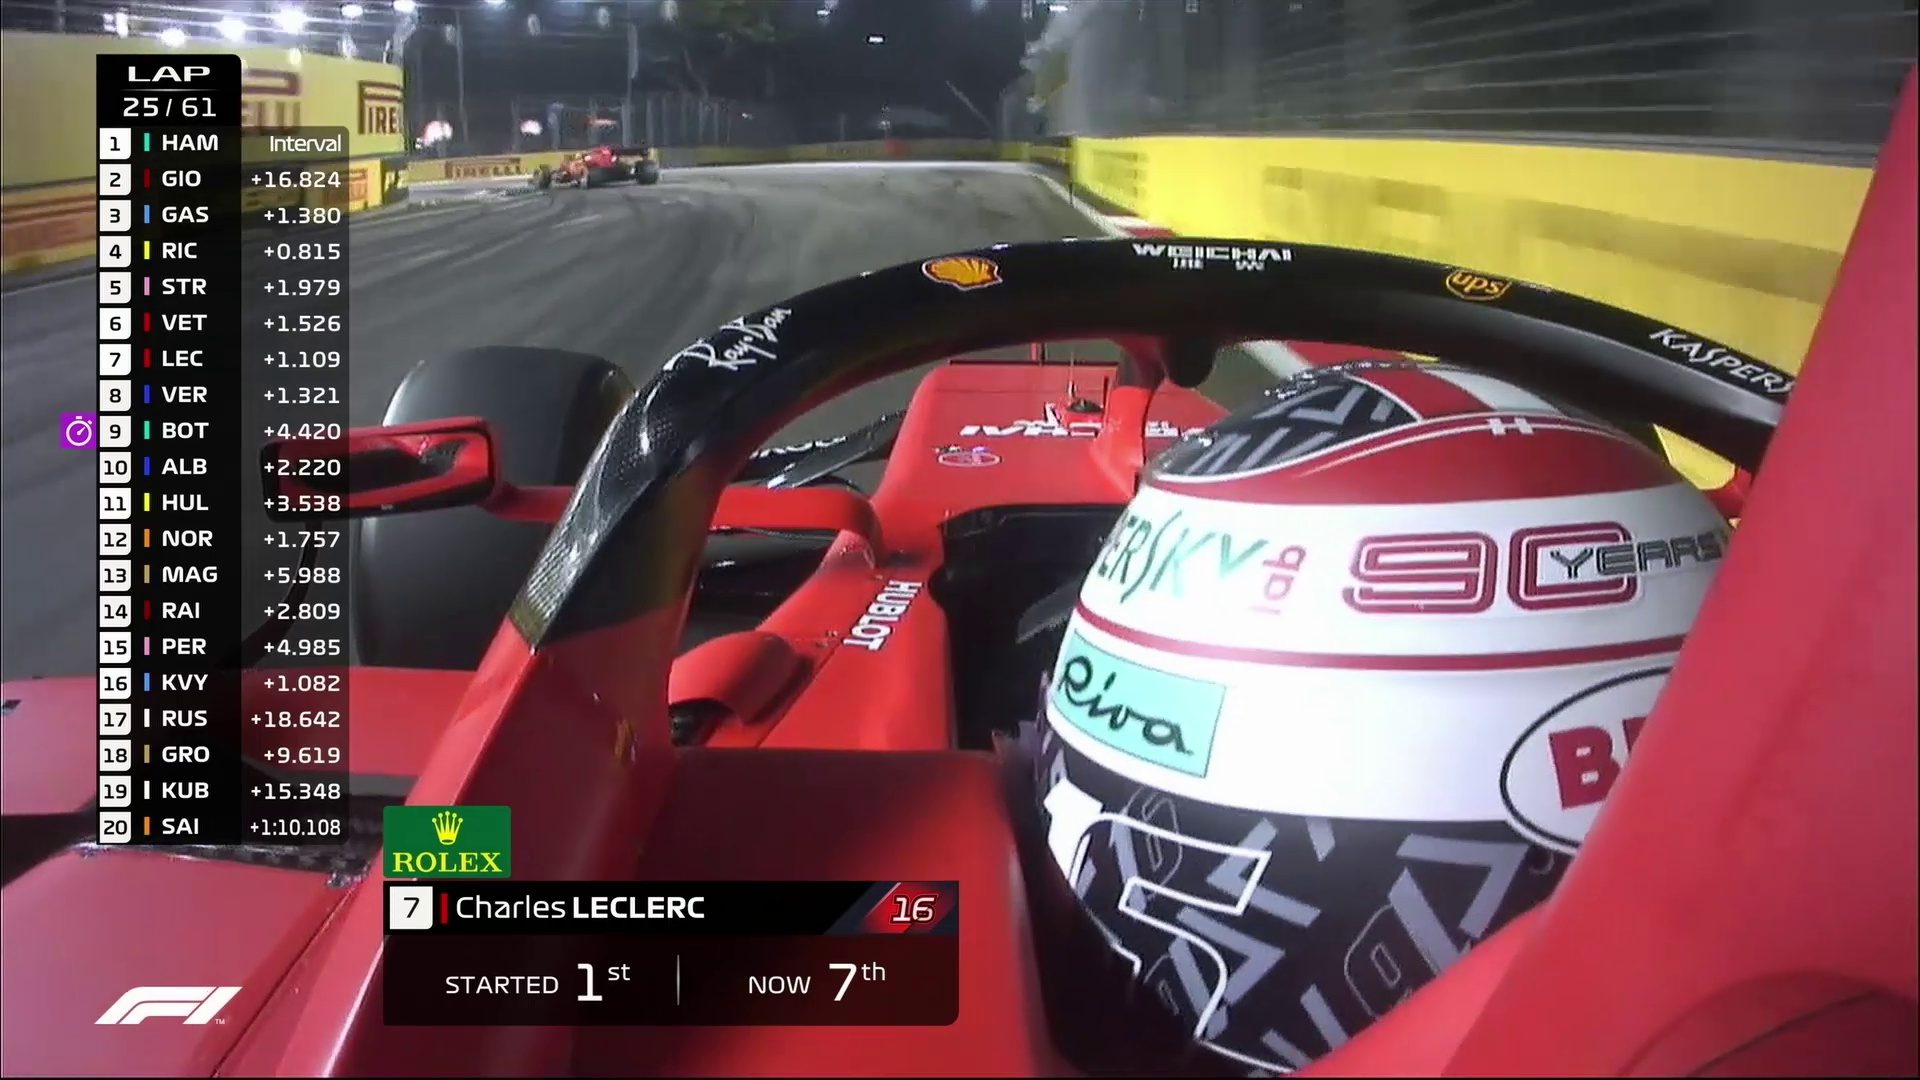 LAP
25/61
1 HAM Interval
2 GIO +16.824
3 GAS +1.380
4 RIC +0.815
5 STR +1.979
6 VET +1.526
7 LEC +1.109
8 VER +1.321
9 BOT +4.420
10 ALB +2.220
11 HUL +3.538
12 NOR +1.757
13 MAG +5.988
14 RAI +2.809
15 PER +4.985
16 KVY +1.082
17 RUS +18.642
18 GRO +9.619
19 KUB +15.348
20 SAI +1:10.108
PIRELLI
WEICHAI
ups
Ray-Ban
KASPERS
HUBLOT
ERSKY lab
90 YEARS
Riva
ROLEX
7 Charles LECLERC 16
STARTED 1st NOW 7th
F1